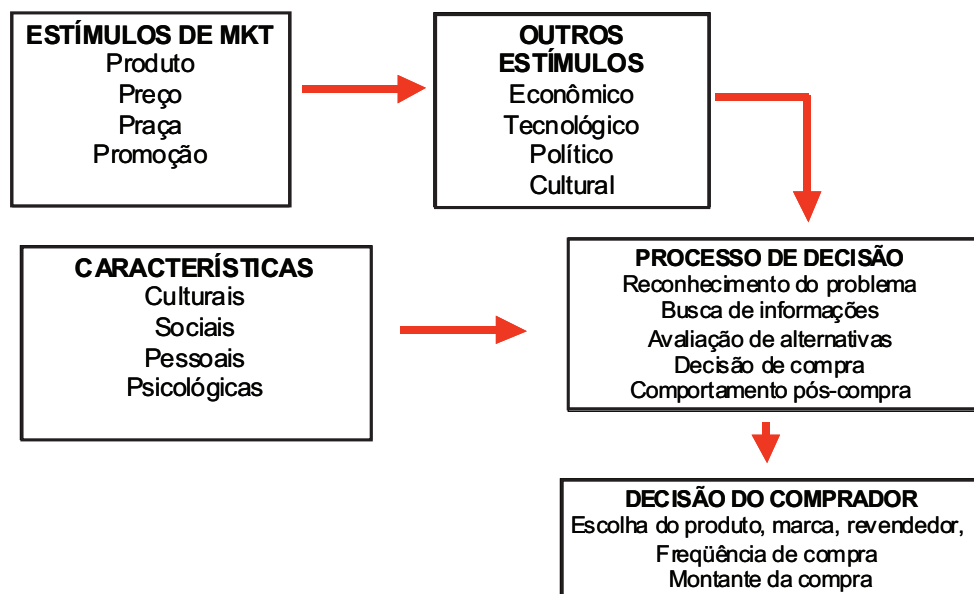 ESTÍMULOS DE MKT
Produto
Preço
Praça
Promoção
OUTROS
ESTÍMULOS
Econômico
Tecnológico
Político
Cultural
CARACTERÍSTICAS
Culturais
Sociais
Pessoais
Psicológicas
PROCESSO DE DECISÃO
Reconhecimento do problema
Busca de informações
Avaliação de alternativas
Decisão de compra
Comportamento pós-compra
DECISÃO DO COMPRADOR
Escolha do produto, marca, revendedor,
Freqüência de compra
Montante da compra